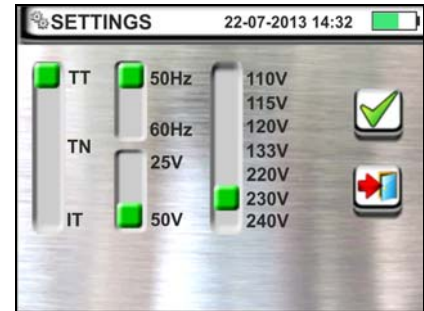 SETTINGS 22-07-2013 14:32
TT
TN
IT
50Hz
60Hz
25V
50V
110V
115V
120V
133V
220V
230V
240V